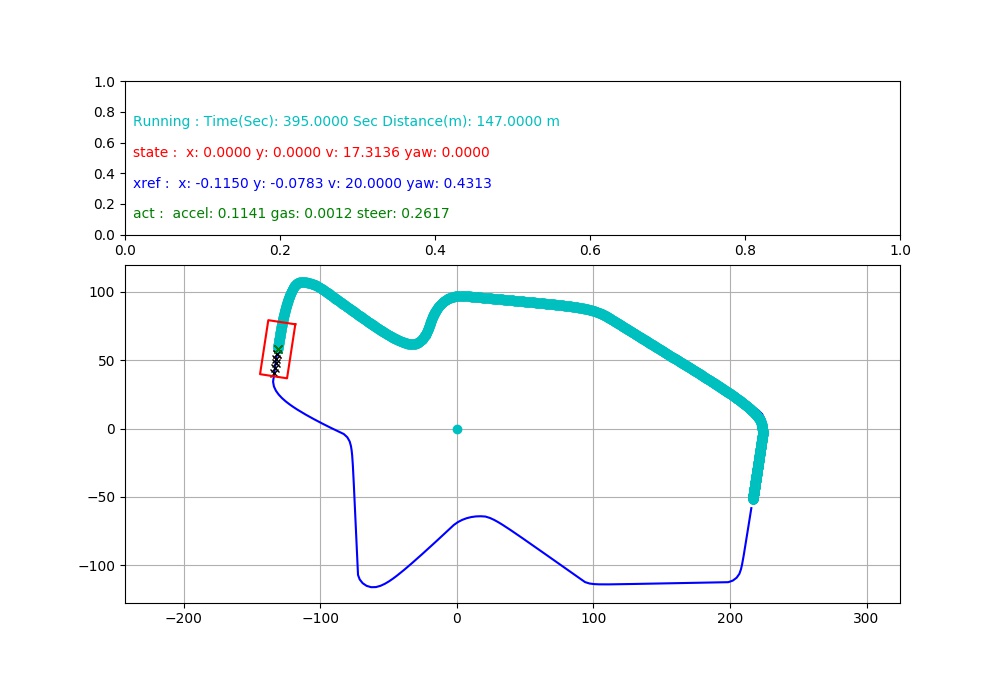 1.0
0.8
0.6
0.4
0.2
0.0
Running : Time(Sec): 395.0000 Sec Distance(m): 147.0000 m
state :  x: 0.0000 y: 0.0000 v: 17.3136 yaw: 0.0000
xref :  x: -0.1150 y: -0.0783 v: 20.0000 yaw: 0.4313
act :  accel: 0.1141 gas: 0.0012 steer: 0.2617
0.0 0.2 0.4 0.6 0.8 1.0
100
50
0
−50
−100
−200 −100 0 100 200 300